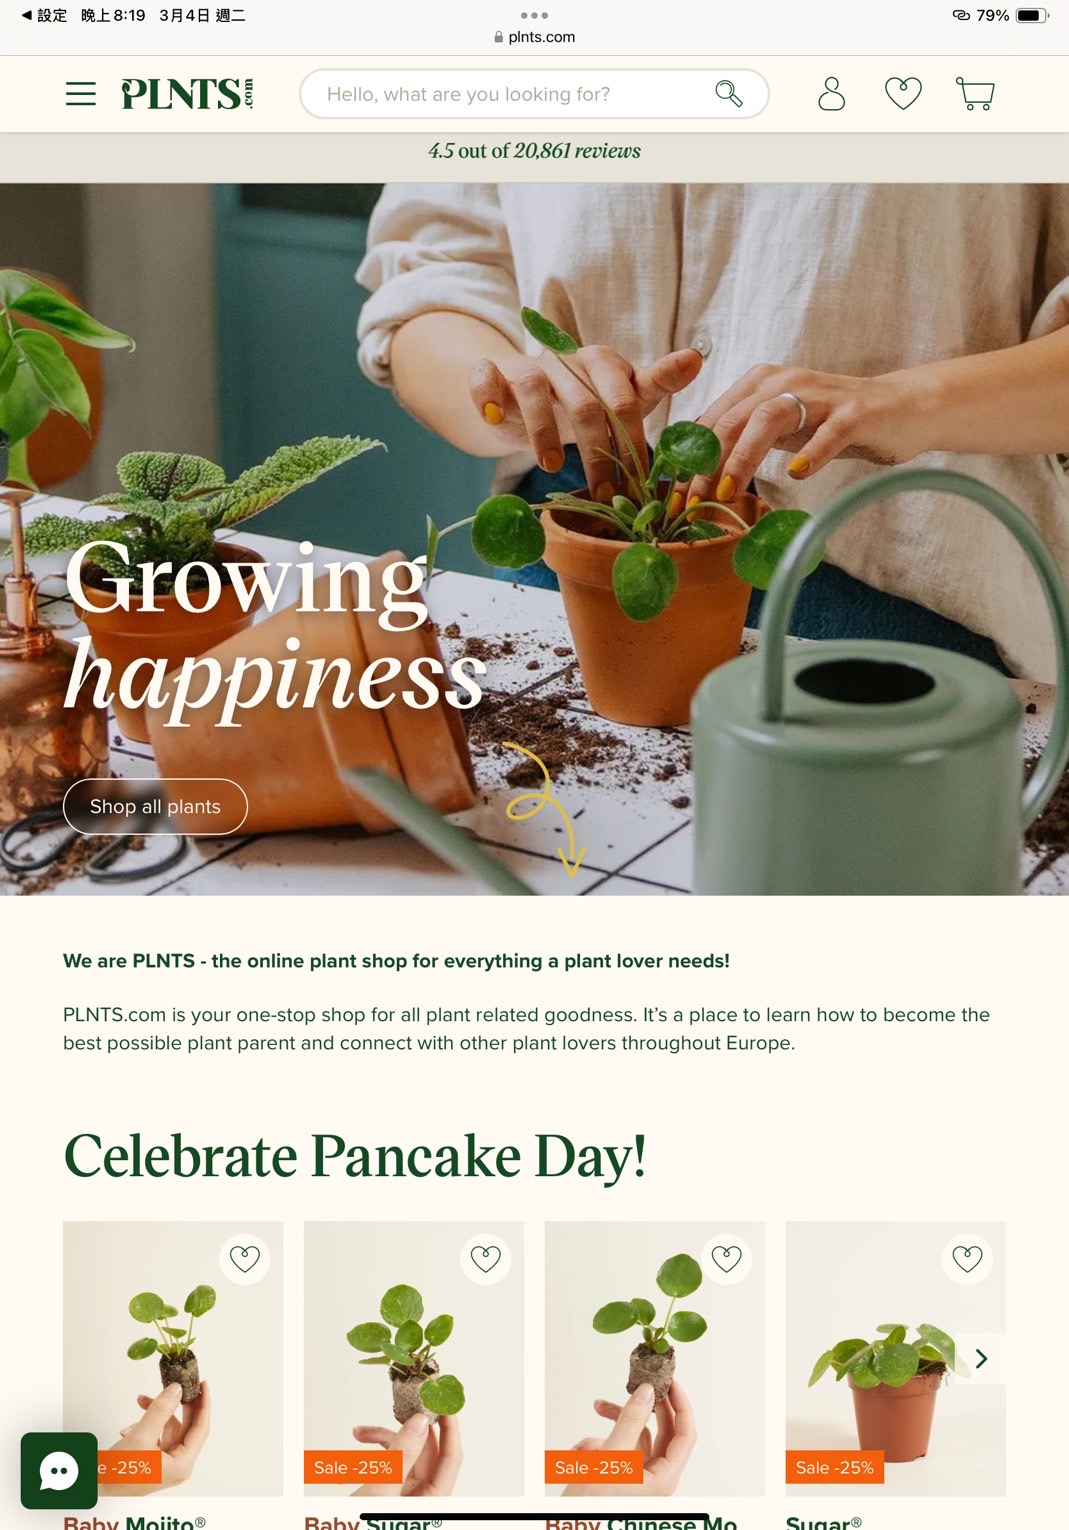 設定 晚上8:19 3月4日 週二
79%
plnts.com
PLNTS.com
Hello, what are you looking for?
4.5 out of 20,861 reviews
Growing
happiness
Shop all plants
We are PLNTS - the online plant shop for everything a plant lover needs!
PLNTS.com is your one-stop shop for all plant related goodness. It's a place to learn how to become the
best possible plant parent and connect with other plant lovers throughout Europe.
Celebrate Pancake Day!
e -25%
Sale -25%
Sale -25%
Sale -25%
Baby Mojito®
Baby Sugar®
Baby Chinese Mo
Sugar®